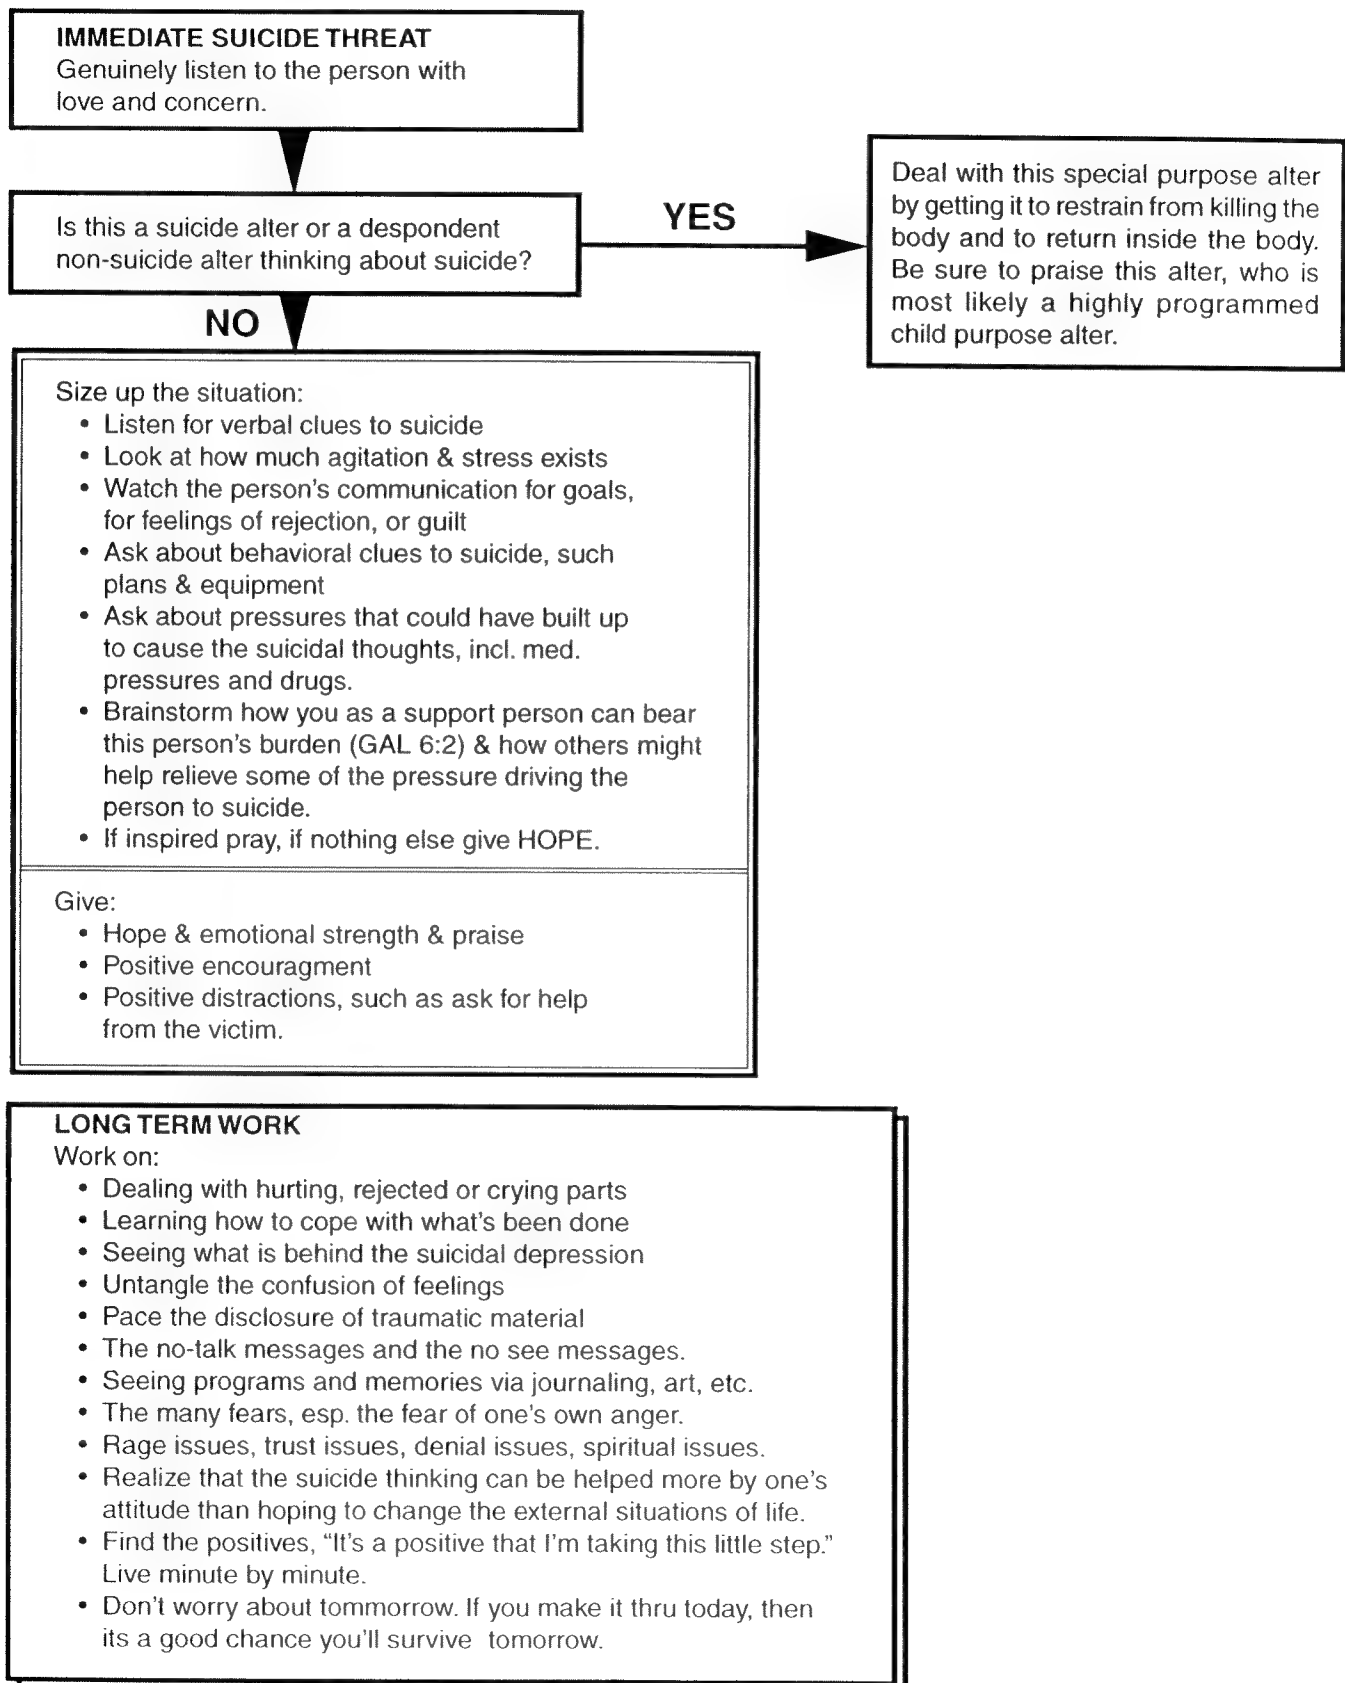 IMMEDIATE SUICIDE THREAT
Genuinely listen to the person with
love and concern.
Is this a suicide alter or a despondent
non-suicide alter thinking about suicide?
YES
Deal with this special purpose alter
by getting it to restrain from killing the
body and to return inside the body.
Be sure to praise this alter, who is
most likely a highly programmed
child purpose alter.
NO
Size up the situation:
• Listen for verbal clues to suicide
• Look at how much agitation & stress exists
• Watch the person's communication for goals,
for feelings of rejection, or guilt
• Ask about behavioral clues to suicide, such
plans & equipment
• Ask about pressures that could have built up
to cause the suicidal thoughts, incl. med.
pressures and drugs.
• Brainstorm how you as a support person can bear
this person's burden (GAL 6:2) & how others might
help relieve some of the pressure driving the
person to suicide.
• If inspired pray, if nothing else give HOPE.
Give:
• Hope & emotional strength & praise
• Positive encouragment
• Positive distractions, such as ask for help
from the victim.
LONG TERM WORK
Work on:
• Dealing with hurting, rejected or crying parts
• Learning how to cope with what's been done
• Seeing what is behind the suicidal depression
• Untangle the confusion of feelings
• Pace the disclosure of traumatic material
• The no-talk messages and the no see messages.
• Seeing programs and memories via journaling, art, etc.
• The many fears, esp. the fear of one's own anger.
• Rage issues, trust issues, denial issues, spiritual issues.
• Realize that the suicide thinking can be helped more by one's
attitude than hoping to change the external situations of life.
• Find the positives, “It's a positive that I'm taking this little step.”
Live minute by minute.
• Don't worry about tommorrow. If you make it thru today, then
its a good chance you'll survive tomorrow.